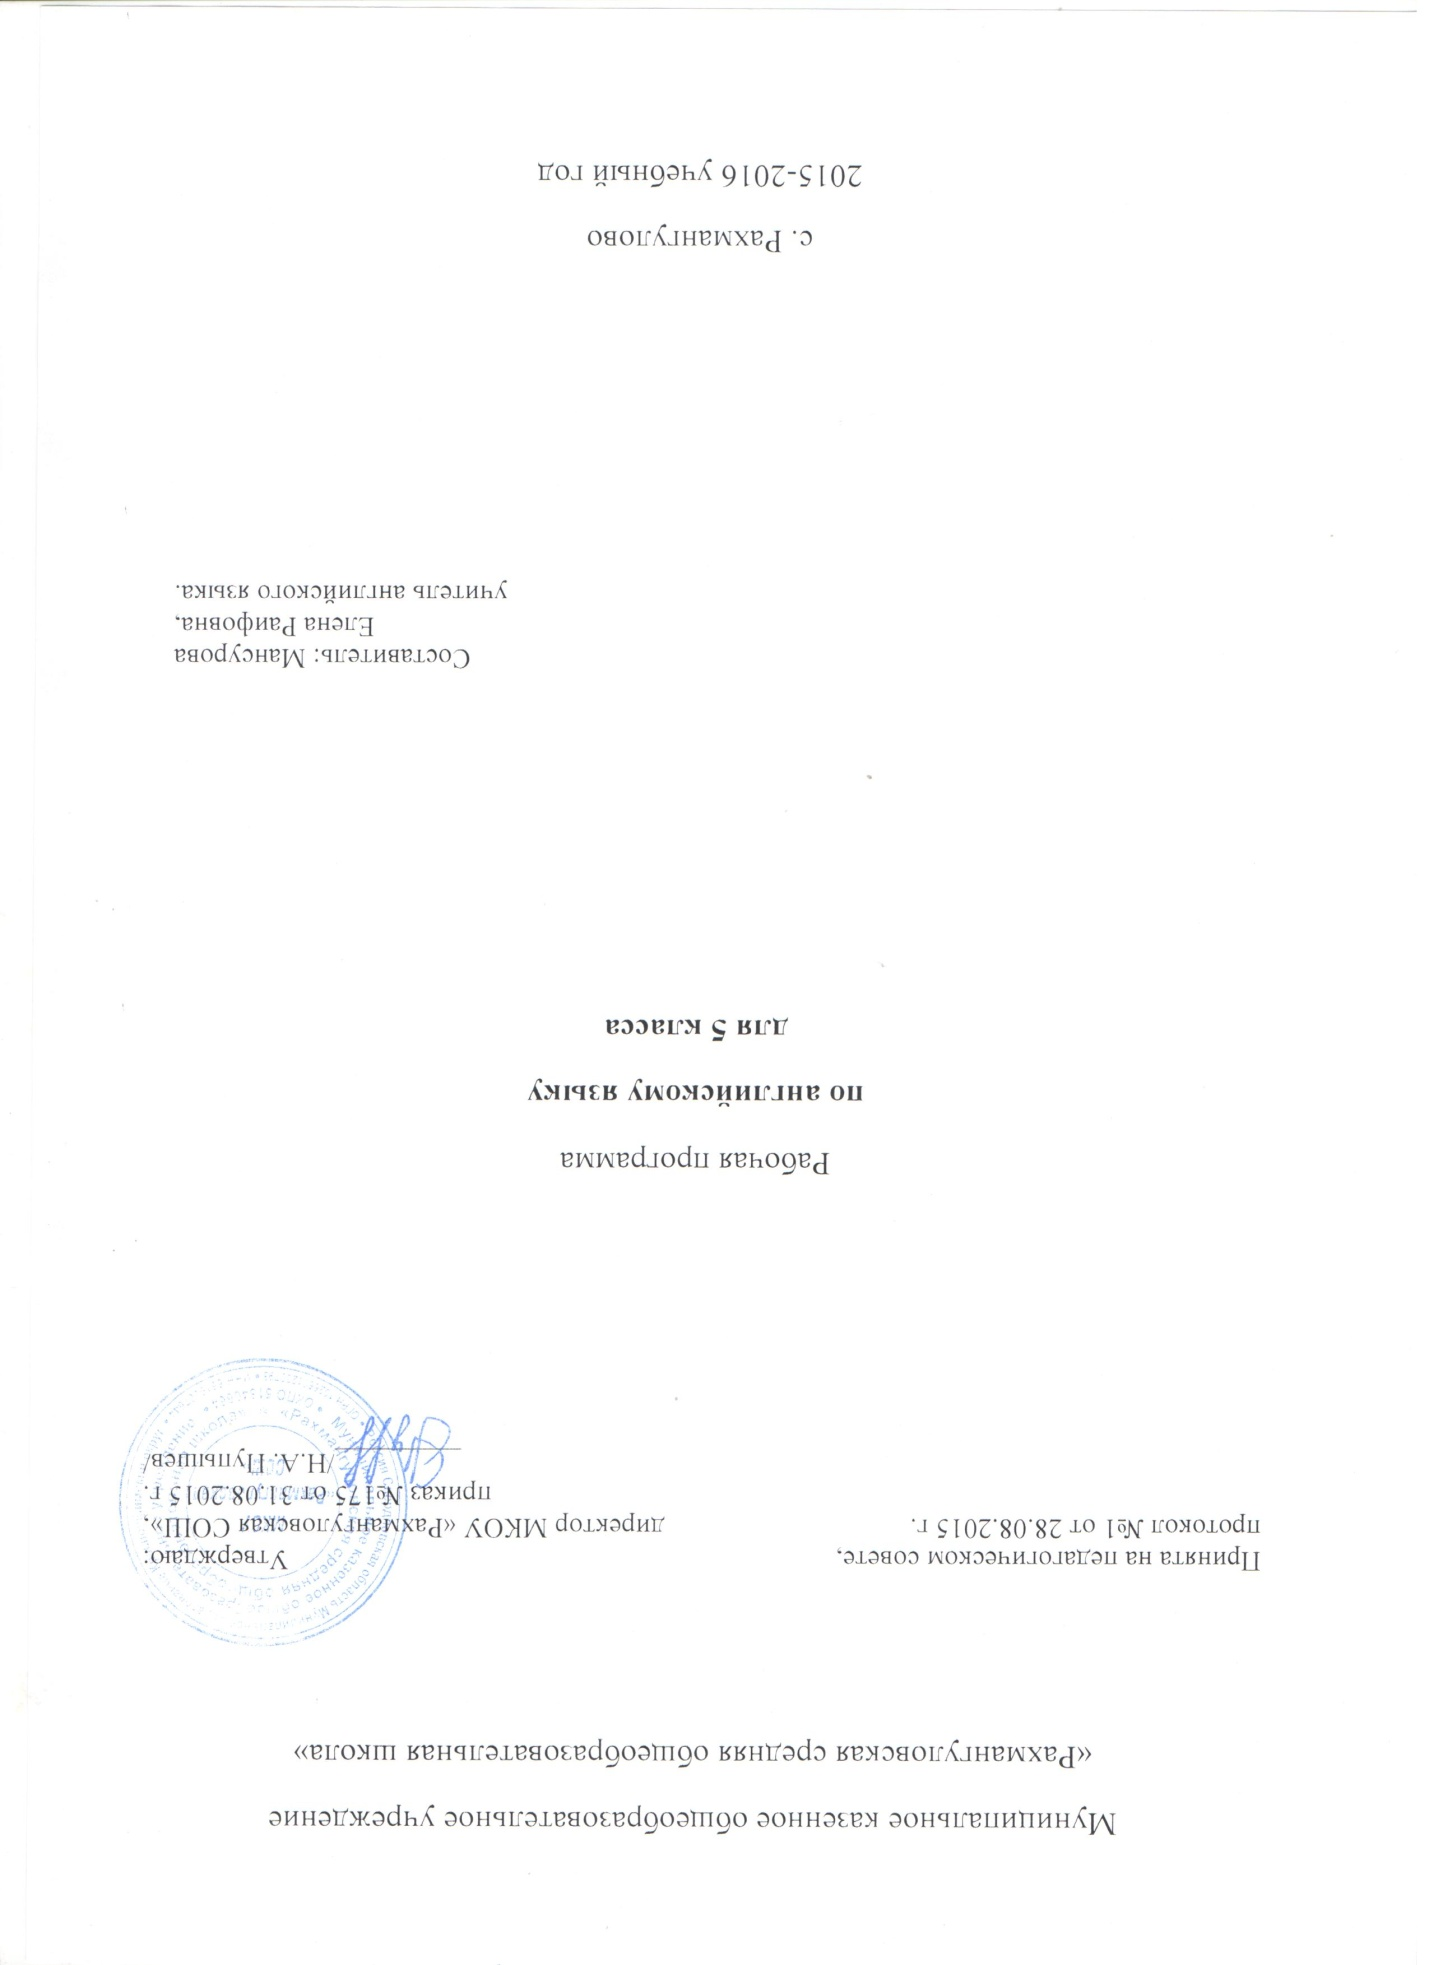 Муниципальное казенное общеобразовательное учреждение
«Рахмангуловская средняя общеобразовательная школа»
Принята на педагогическом совете,
протокол №1 от 28.08.2015 г.
Утверждаю:
директор МКОУ «Рахмангуловская СОШ»,
приказ №175 от 31.08.2015 г.
/Н.А. Пупышев/
Рабочая программа
по английскому языку
для 5 класса
Составитель: Мансурова
Елена Раифовна,
учитель английского языка.
с. Рахмангулово
2015-2016 учебный год